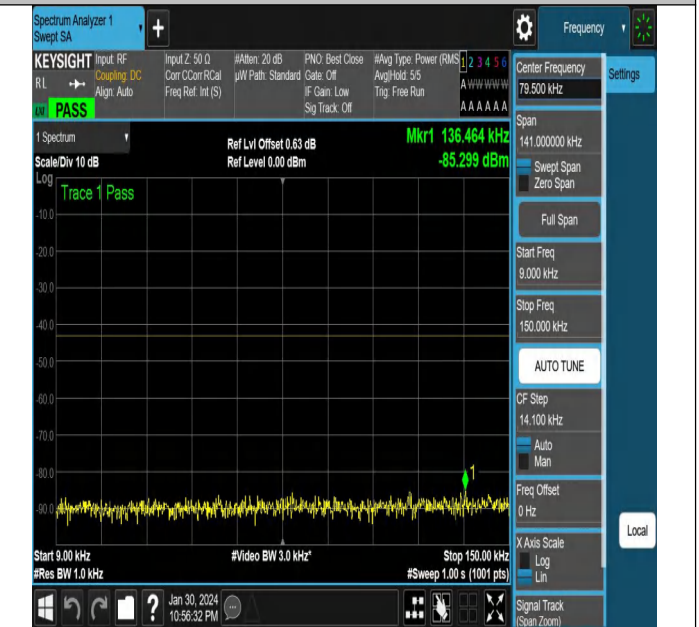 Spectrum Analyzer 1
Swept SA
+
Frequency
KEYSIGHT
RL
PASS
Input: RF
Coupling: DC
Align: Auto
Input Z: 50 Ω
Corr CCorr RCal
Freq Ref: Int (S)
#Atten: 20 dB
µW Path: Standard
PNO: Best Close
Gate: Off
IF Gain: Low
Sig Track: Off
#Avg Type: Power (RMS
Avg|Hold: 5/5
Trig: Free Run
1 2 3 4 5 6
A W W W W W
A A A A A A
1 Spectrum
Scale/Div 10 dB
Ref Lvl Offset 0.63 dB
Ref Level 0.00 dBm
Mkr1 136.464 kHz
-85.299 dBm
Log
Trace 1 Pass
-10.0
-20.0
-30.0
-40.0
-50.0
-60.0
-70.0
-80.0
-90.0
1
Start 9.00 kHz
#Res BW 1.0 kHz
#Video BW 3.0 kHz*
Stop 150.00 kHz
#Sweep 1.00 s (1001 pts)
?
Jan 30, 2024
10:56:32 PM
Center Frequency
79.500 kHz
Settings
Span
141.000000 kHz
Swept Span
Zero Span
Full Span
Start Freq
9.000 kHz
Stop Freq
150.000 kHz
AUTO TUNE
CF Step
14.100 kHz
Auto
Man
Freq Offset
0 Hz
X Axis Scale
Log
Lin
Local
Signal Track
(Span Zoom)